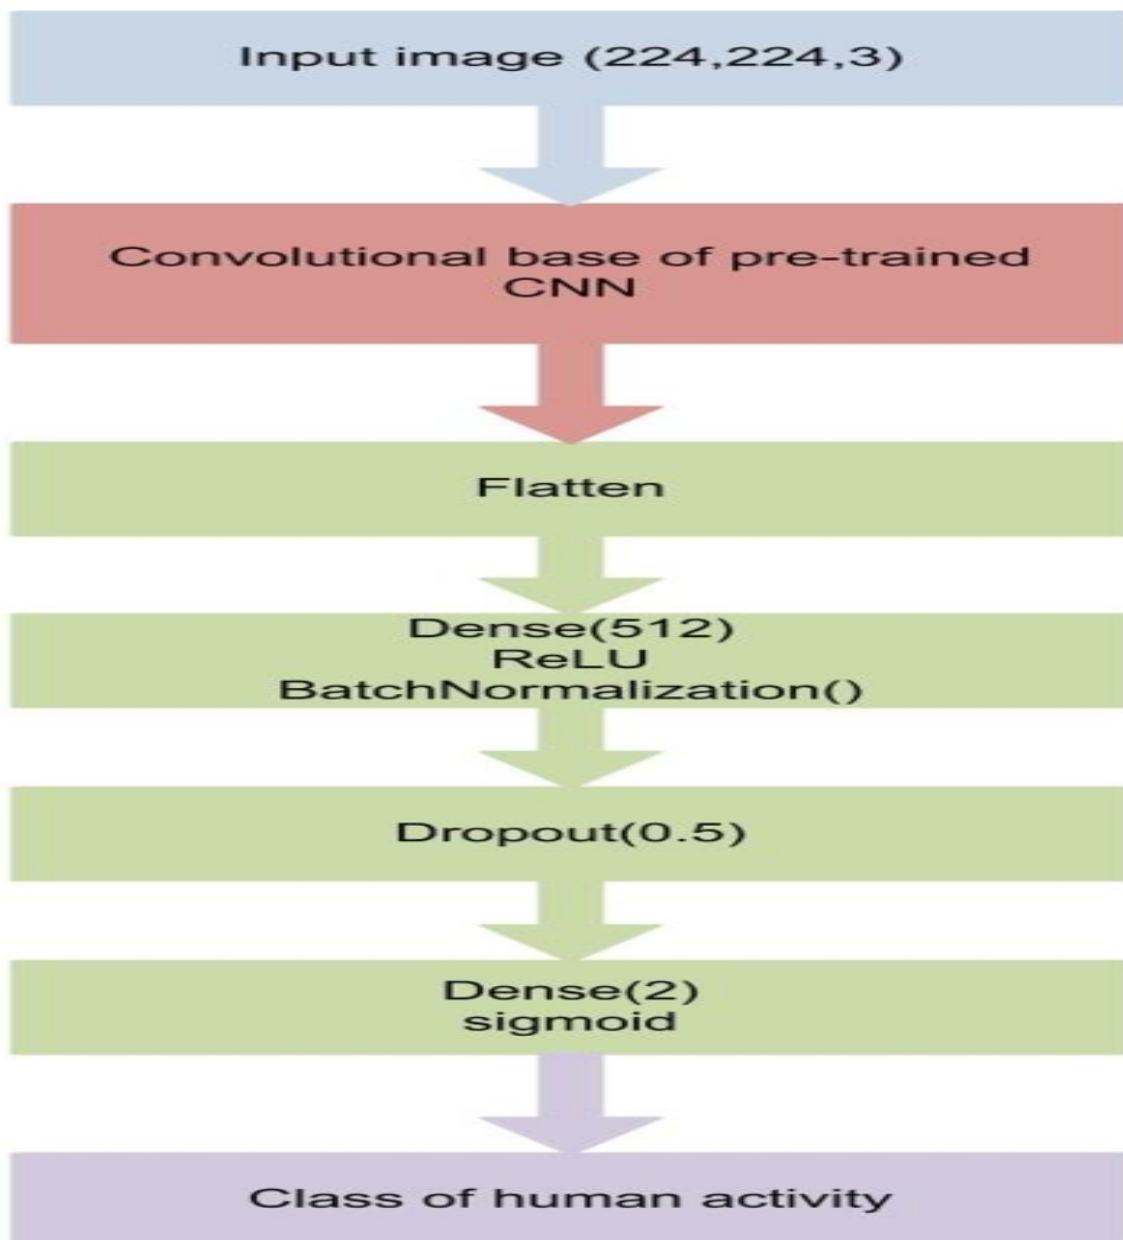 Input image (224,224,3)
Convolutional base of pre-trained
CNN
Flatten
Dense(512)
ReLU
BatchNormalization()
Dropout(0.5)
Dense(2)
sigmoid
Class of human activity